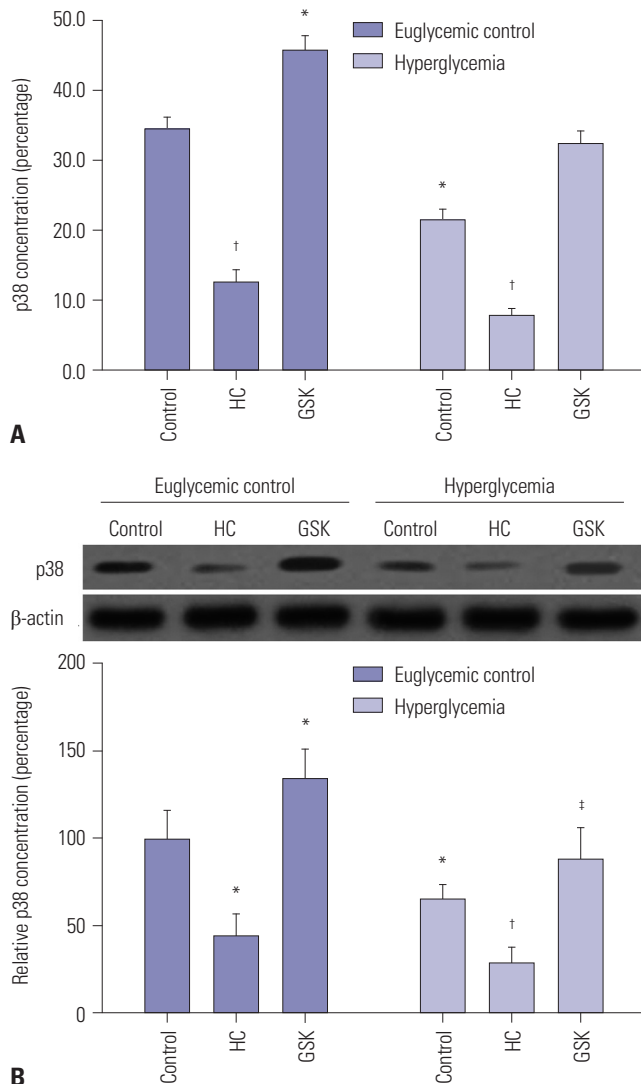 50.0
40.0
30.0
20.0
10.0
0.0
p38 concentration (percentage)
Euglycemic control
Hyperglycemia
†
*
*
†
Control
HC
GSK
Control
HC
GSK
A
Euglycemic control Hyperglycemia
Control HC GSK Control HC GSK
p38
β-actin
200
150
100
50
0
Relative p38 concentration (percentage)
Euglycemic control
Hyperglycemia
*
*
*
†
‡
Control
HC
GSK
Control
HC
GSK
B